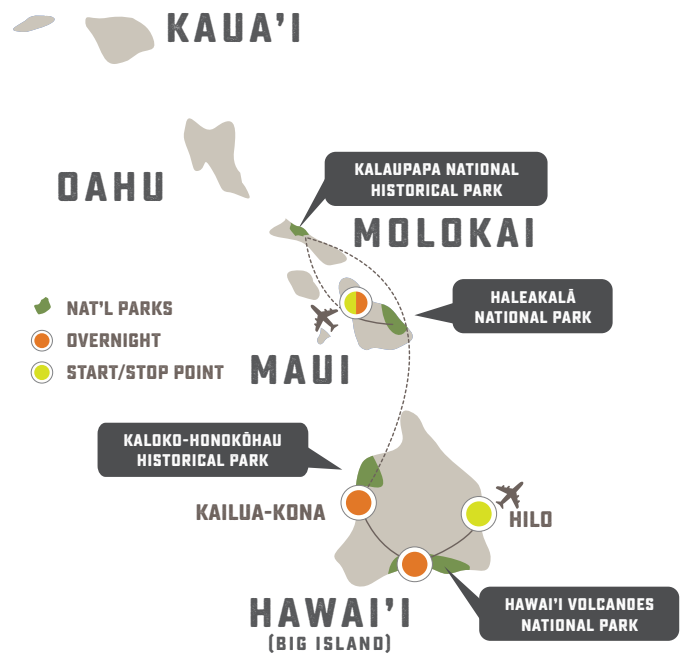 KAUA'I
OAHU
KALAUPAPA NATIONAL
HISTORICAL PARK
MOLOKAI
HALEAKALĀ
NATIONAL PARK
NAT'L PARKS
OVERNIGHT
START/STOP POINT
MAUI
KALOKO-HONOKŌHAU
HISTORICAL PARK
KAILUA-KONA
HILO
HAWAI'I
(BIG ISLAND)
HAWAI'I VOLCANOES
NATIONAL PARK